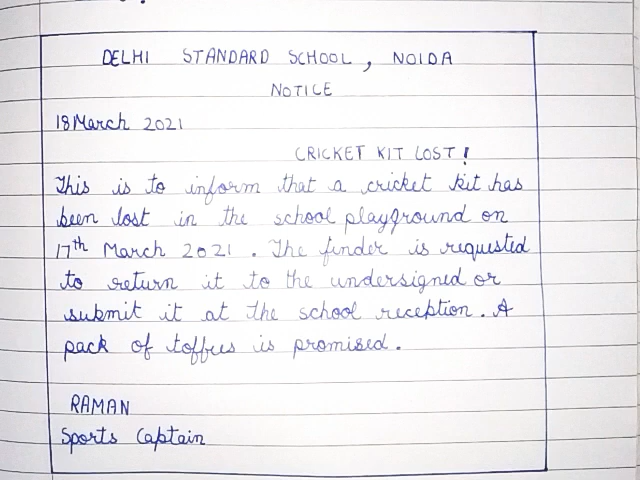 DELHI STANDARD SCHOOL, NOIDA
NOTICE
18 March 2021
CRICKET KIT LOST!
This is to inform that a cricket kit has
been lost in the school playground on
17th March 2021. The finder is requested
to return it to the undersigned or
submit it at the school reception. A
pack of toffees is promised.
RAMAN
Sports Captain